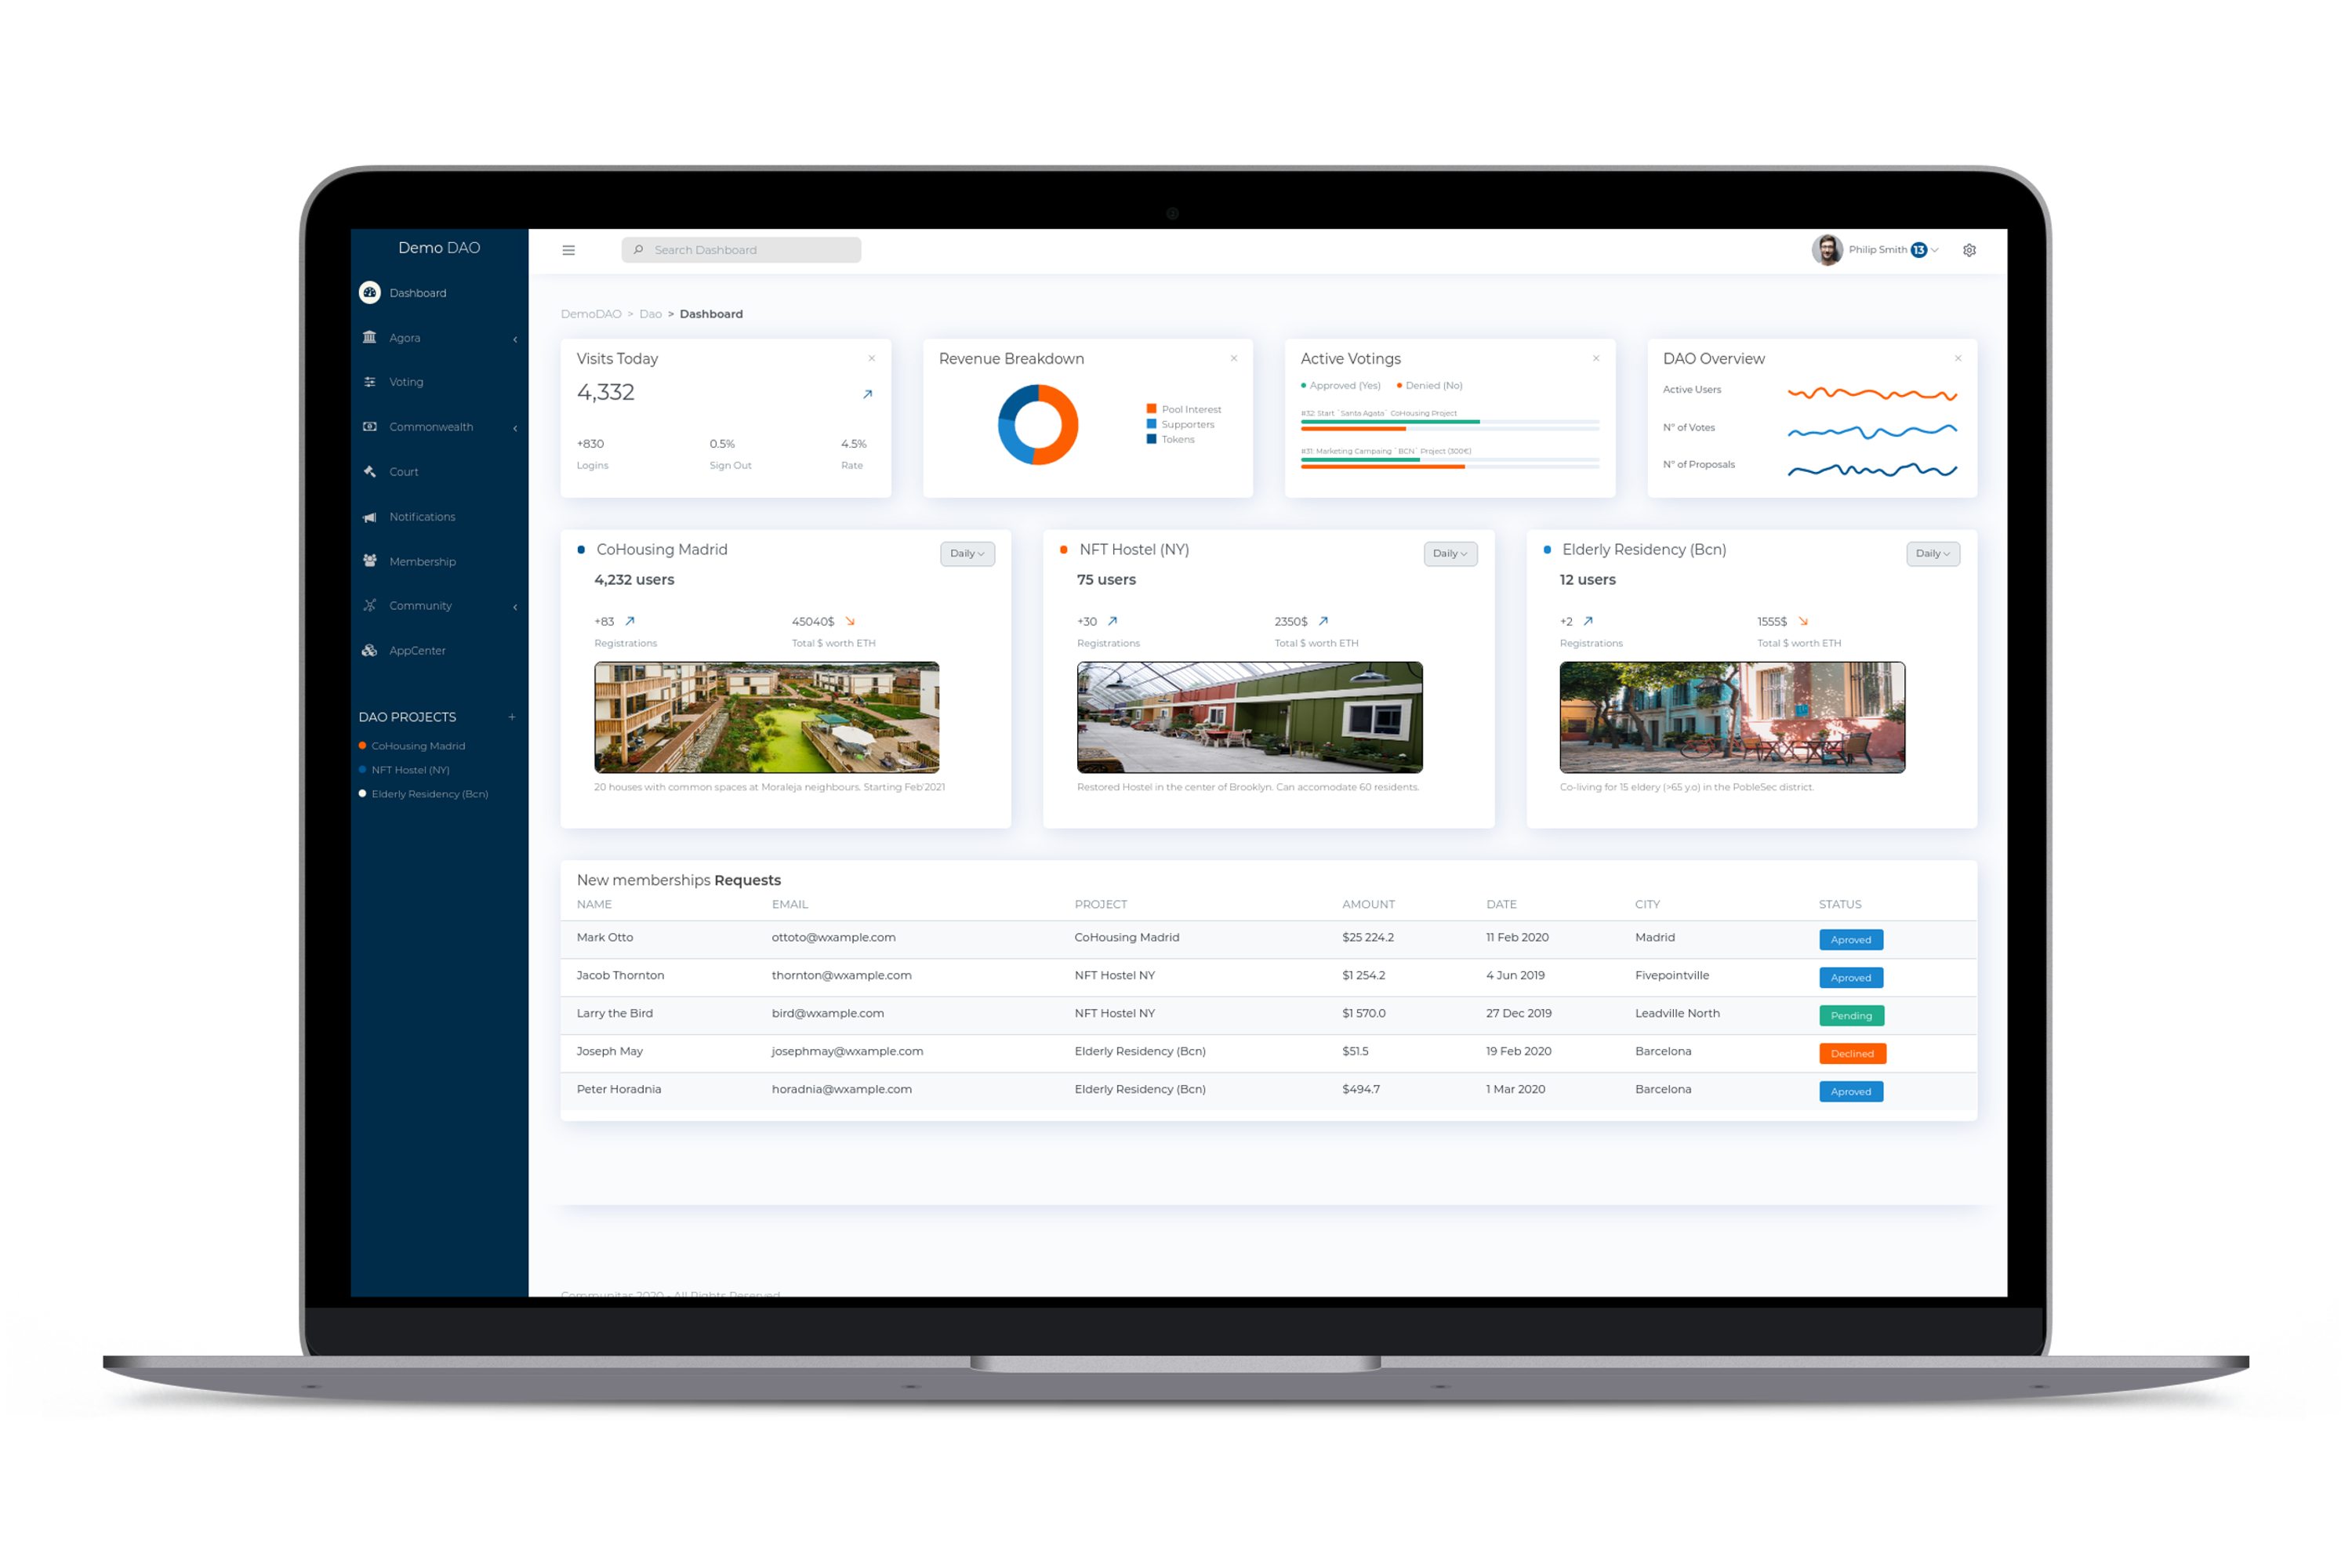 Demo DAO
Dashboard
Agora
Voting
Commonwealth
Court
Notifications
Membership
Community
AppCenter
DAO PROJECTS +
CoHousing Madrid
NFT Hostel (NY)
Elderly Residency (Bcn)
Search Dashboard
Philip Smith 13
DemoDAO > Dao > Dashboard
Visits Today
4,332
+830 0.5% 4.5%
Logins Sign Out Rate
Revenue Breakdown
Pool Interest
Supporters
Tokens
Active Votings
Approved (Yes) Denied (No)
#32: Start `Santa Agata` CoHousing Project
#31: Marketing Campaing `BCN` Project (300€)
DAO Overview
Active Users
Nº of Votes
Nº of Proposals
CoHousing Madrid Daily
4,232 users
+83 45040$
Registrations Total $ worth ETH
20 houses with common spaces at Moraleja neighbours. Starting Feb'2021
NFT Hostel (NY) Daily
75 users
+30 2350$
Registrations Total $ worth ETH
Restored Hostel in the center of Brooklyn. Can accomodate 60 residents.
Elderly Residency (Bcn) Daily
12 users
+2 1555$
Registrations Total $ worth ETH
Co-living for 15 eldery (>65 y.o) in the PobleSec district.
New memberships Requests
NAME EMAIL PROJECT AMOUNT DATE CITY STATUS
Mark Otto ottoto@wxample.com CoHousing Madrid $25 224.2 11 Feb 2020 Madrid Aproved
Jacob Thornton thornton@wxample.com NFT Hostel NY $1 254.2 4 Jun 2019 Fivepointville Aproved
Larry the Bird bird@wxample.com NFT Hostel NY $1 570.0 27 Dec 2019 Leadville North Pending
Joseph May josephmay@wxample.com Elderly Residency (Bcn) $51.5 19 Feb 2020 Barcelona Declined
Peter Horadnia horadnia@wxample.com Elderly Residency (Bcn) $494.7 1 Mar 2020 Barcelona Aproved
Communitas 2020 - All Rights Reserved